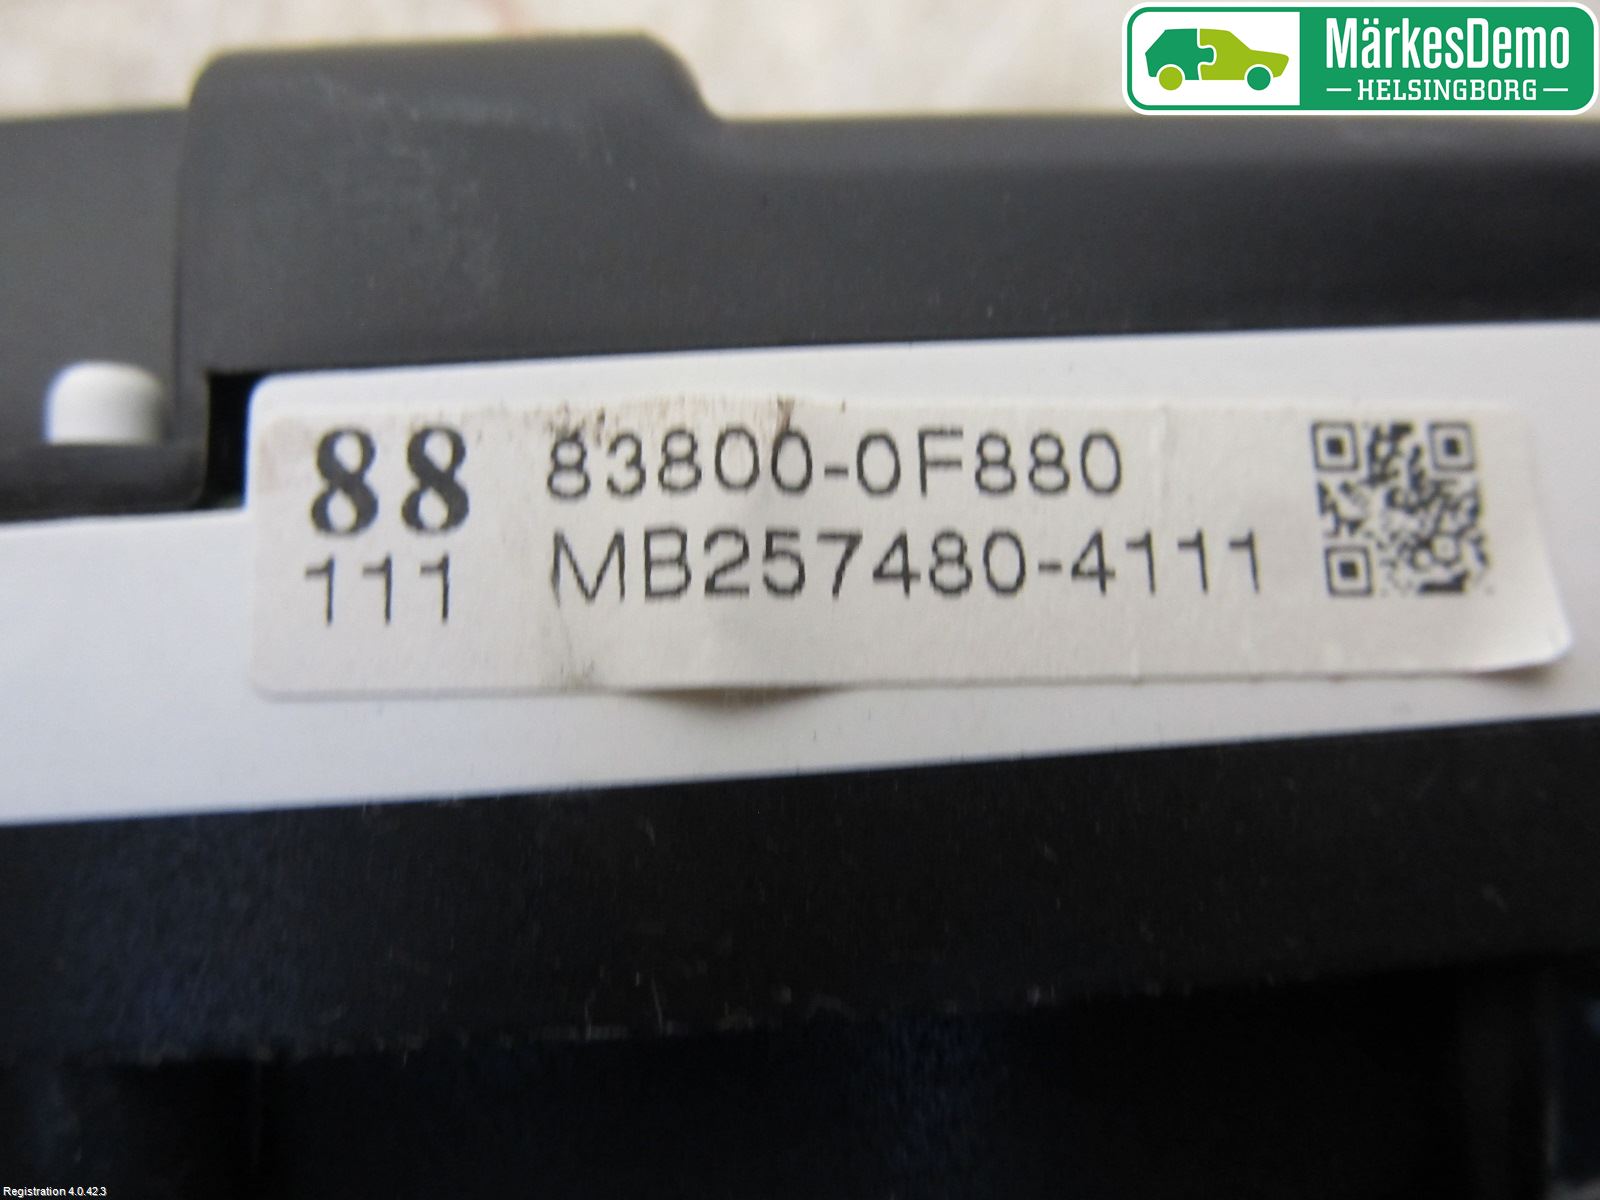 MärkesDemo
HELSINGBORG
88 83800-0F880
111 MB257480-4111
Registration 4.0.42.3